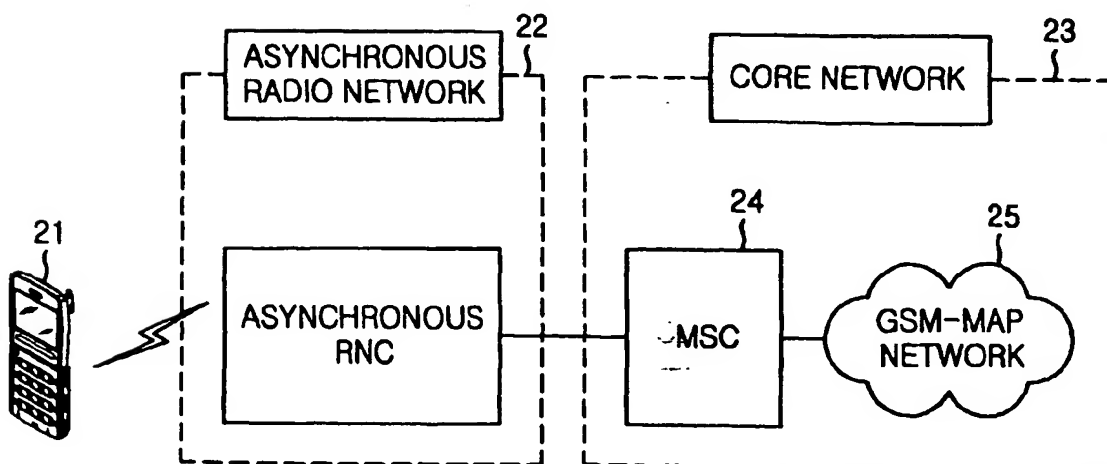 22
ASYNCHRONOUS
RADIO NETWORK
23
CORE NETWORK
21
24
25
ASYNCHRONOUS
RNC
MSC
GSM-MAP
NETWORK